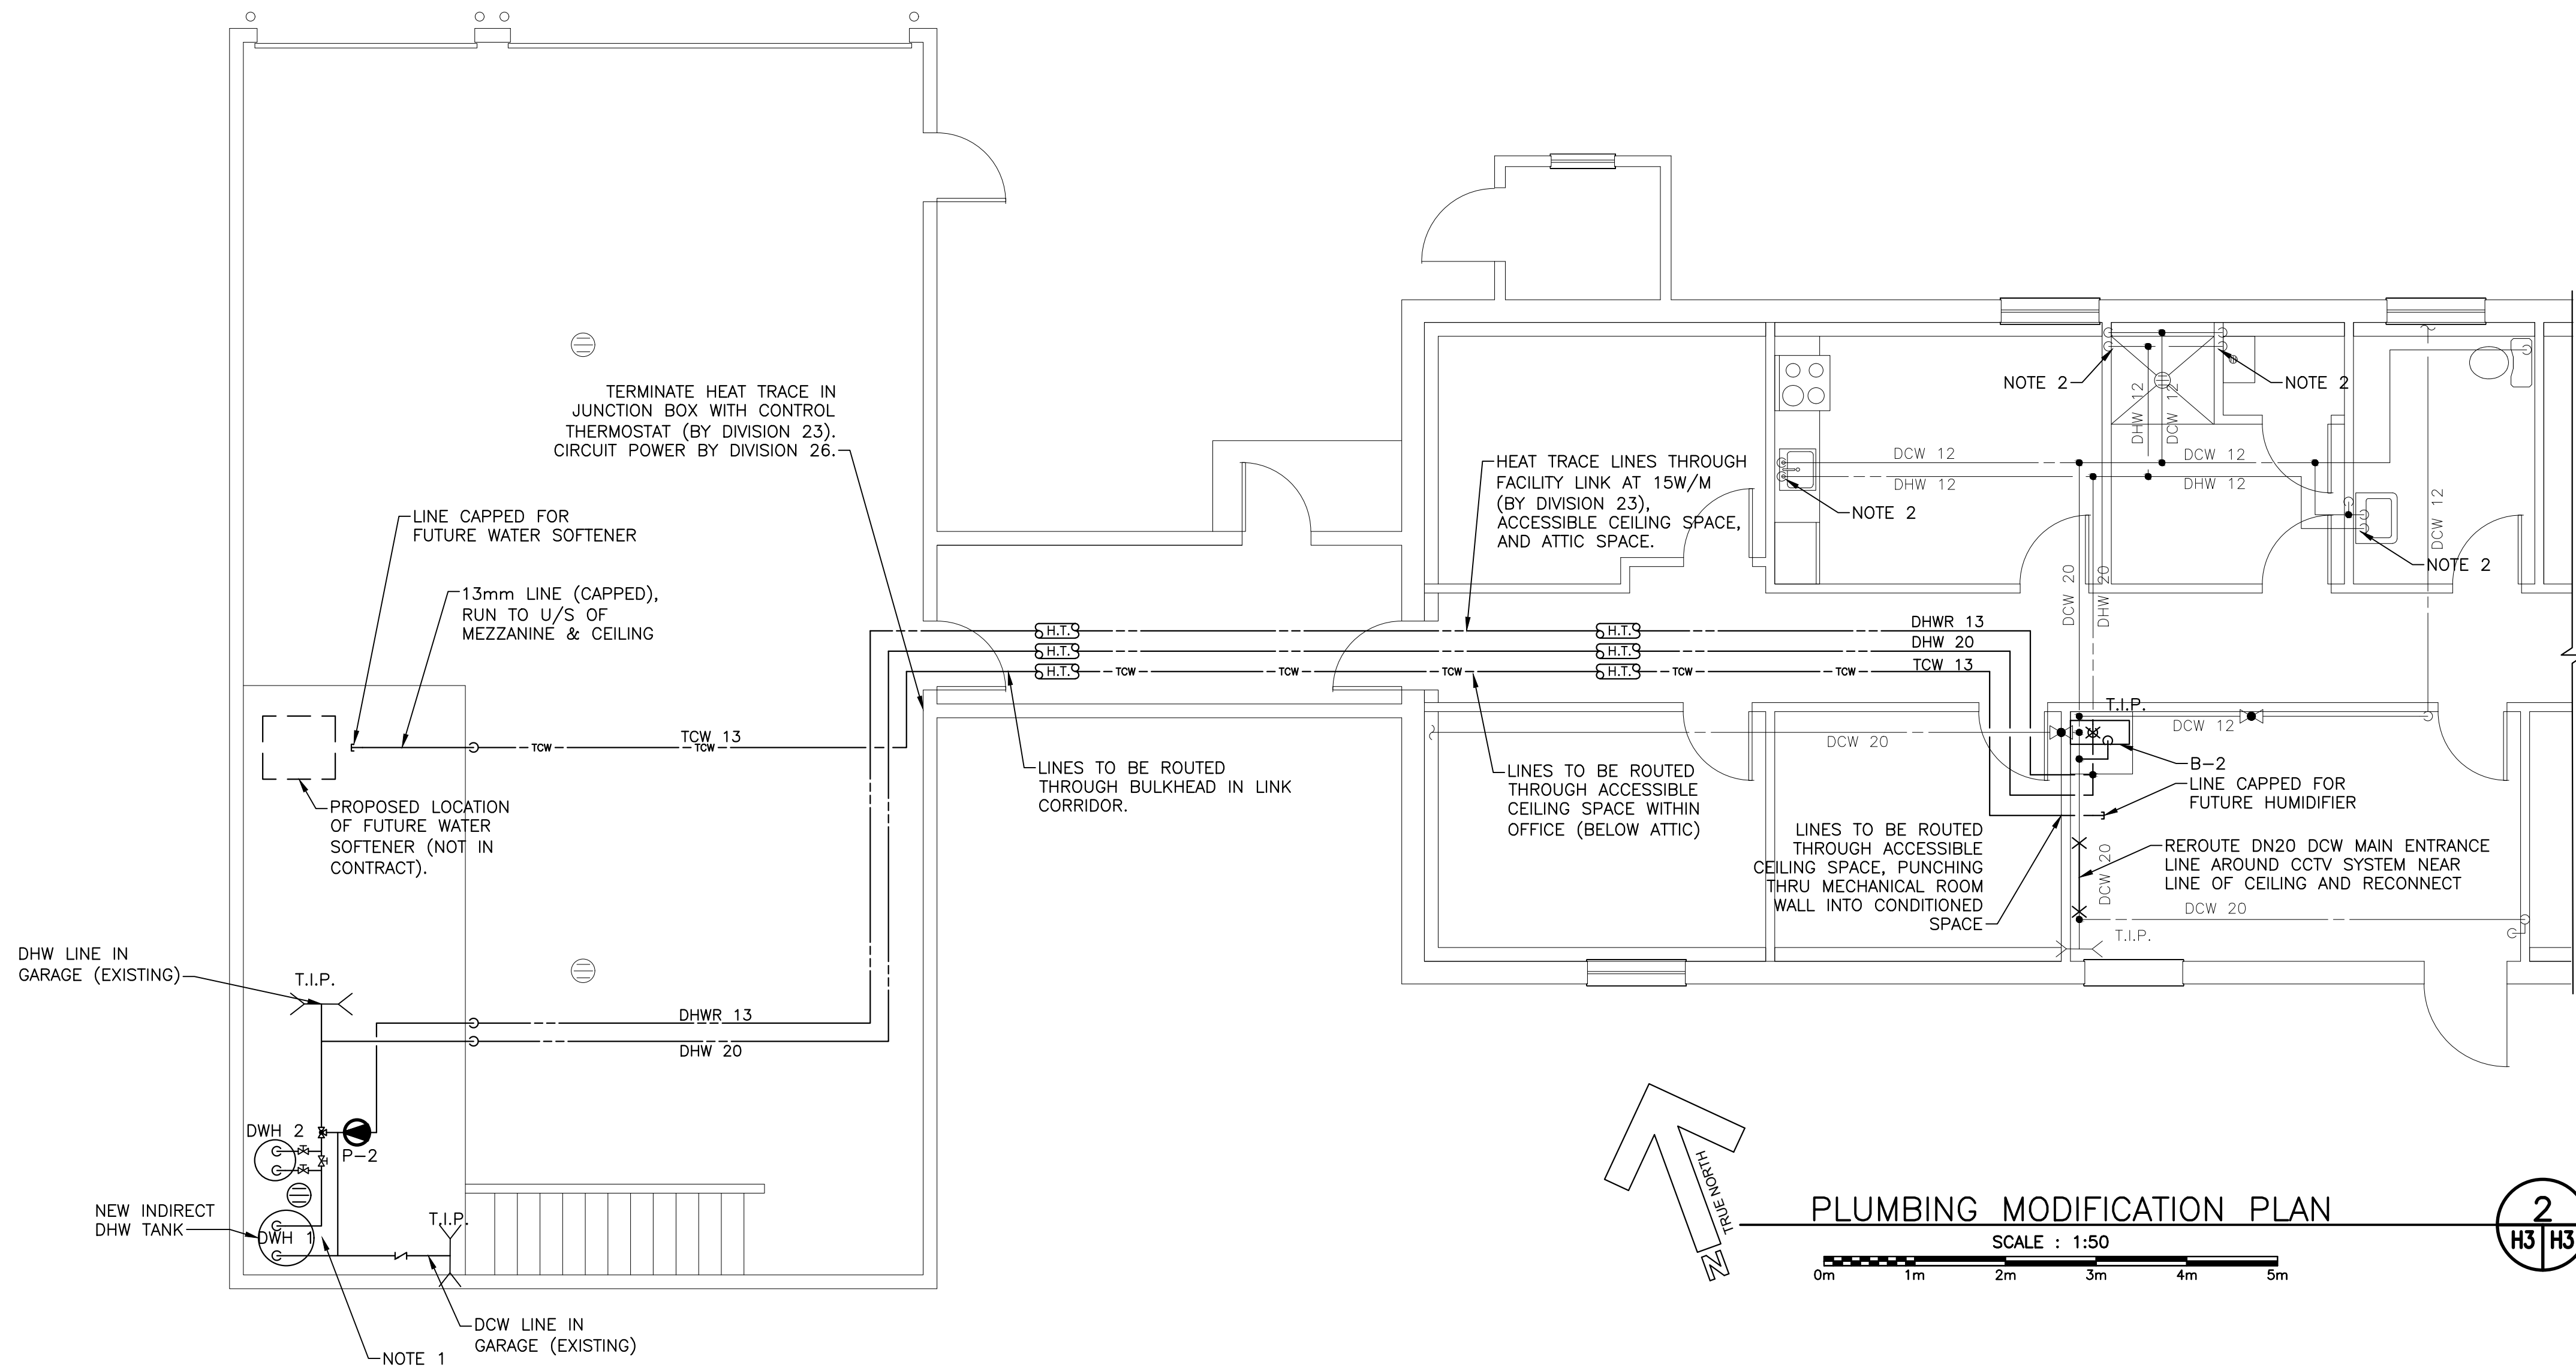 TERMINATE HEAT TRACE IN
JUNCTION BOX WITH CONTROL
THERMOSTAT (BY DIVISION 23).
CIRCUIT POWER BY DIVISION 26.
LINE CAPPED FOR
FUTURE WATER SOFTENER
13mm LINE (CAPPED),
RUN TO U/S OF
MEZZANINE & CEILING
TCW 13
TCW
TCW
PROPOSED LOCATION
OF FUTURE WATER
SOFTENER (NOT IN
CONTRACT).
DHW LINE IN
GARAGE (EXISTING)
T.I.P.
DHWR 13
DHW 20
DWH 2
P-2
NEW INDIRECT
DHW TANK
DWH 1
T.I.P.
DCW LINE IN
GARAGE (EXISTING)
NOTE 1
H.T.
H.T.
H.T.
TCW
TCW
TCW
H.T.
H.T.
H.T.
TCW
TCW
DHWR 13
DHW 20
TCW 13
LINES TO BE ROUTED
THROUGH BULKHEAD IN LINK
CORRIDOR.
HEAT TRACE LINES THROUGH
FACILITY LINK AT 15W/M
(BY DIVISION 23),
ACCESSIBLE CEILING SPACE,
AND ATTIC SPACE.
LINES TO BE ROUTED
THROUGH ACCESSIBLE
CEILING SPACE WITHIN
OFFICE (BELOW ATTIC)
LINES TO BE ROUTED
THROUGH ACCESSIBLE
CEILING SPACE, PUNCHING
THRU MECHANICAL ROOM
WALL INTO CONDITIONED
SPACE
NOTE 2
NOTE 2
DHW 12
DCW 12
DCW 12
DHW 12
DCW 12
DHW 12
NOTE 2
NOTE 2
DCW 12
DCW 20
DHW 20
T.I.P.
DCW 12
DCW 20
B-2
LINE CAPPED FOR
FUTURE HUMIDIFIER
REROUTE DN20 DCW MAIN ENTRANCE
LINE AROUND CCTV SYSTEM NEAR
LINE OF CEILING AND RECONNECT
DCW 20
DCW 20
T.I.P.
TRUE NORTH
N
PLUMBING MODIFICATION PLAN
SCALE : 1:50
0m 1m 2m 3m 4m 5m
2
H3 H3